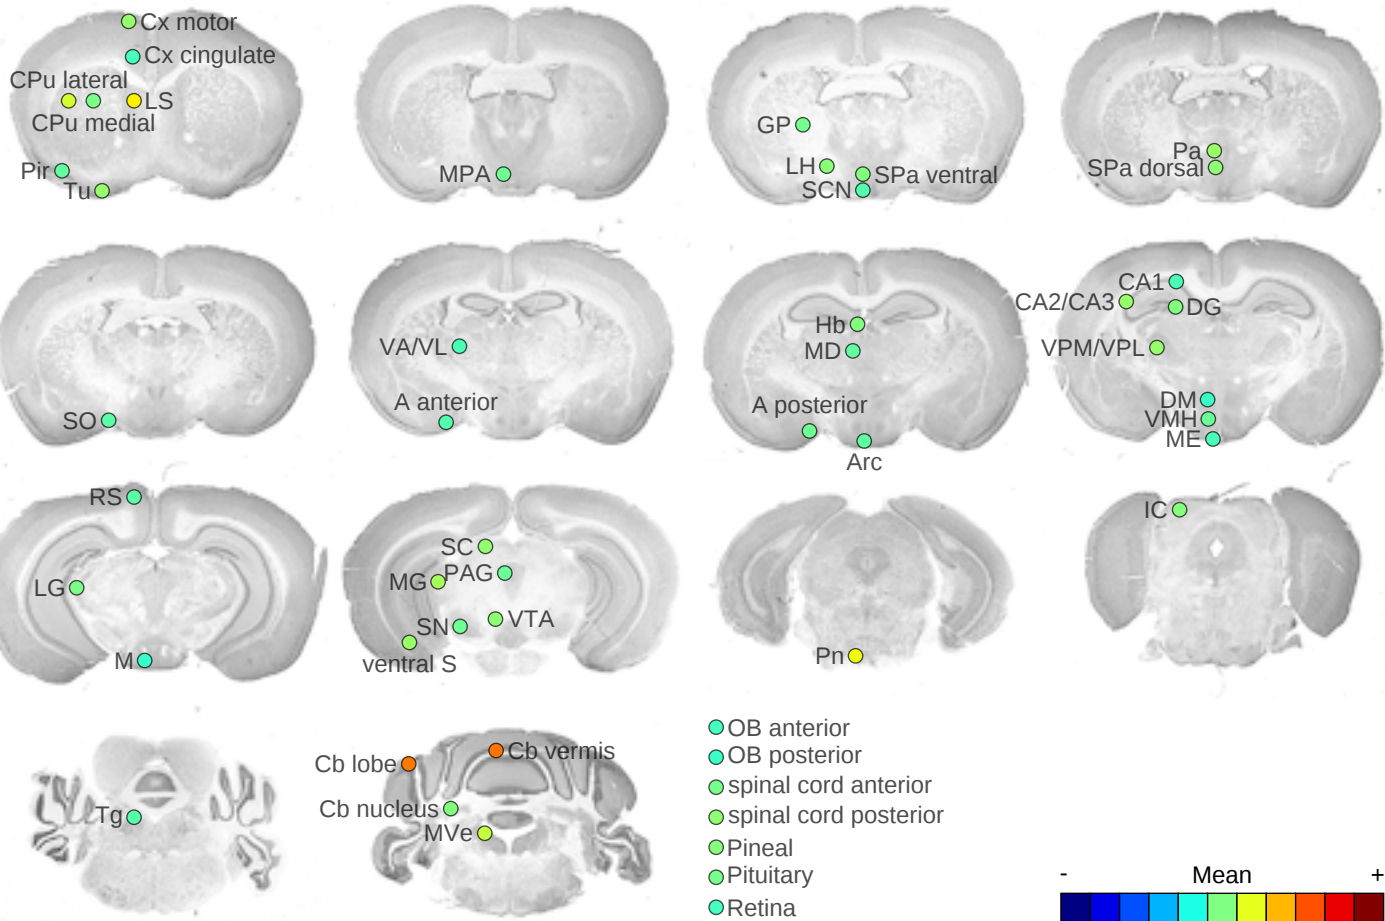 Cx motor
Cx cingulate
CPu lateral
LS
CPu medial
Pir
Tu
MPA
GP
LH
SPa ventral
SCN
Pa
SPa dorsal
SO
VA/VL
A anterior
Hb
MD
A posterior
Arc
CA1
CA2/CA3
DG
VPM/VPL
DM
VMH
ME
RS
LG
M
SC
MG
PAG
SN
VTA
ventral S
Pn
IC
Tg
Cb lobe
Cb vermis
Cb nucleus
MVe
OB anterior
OB posterior
spinal cord anterior
spinal cord posterior
Pineal
Pituitary
Retina
- Mean +